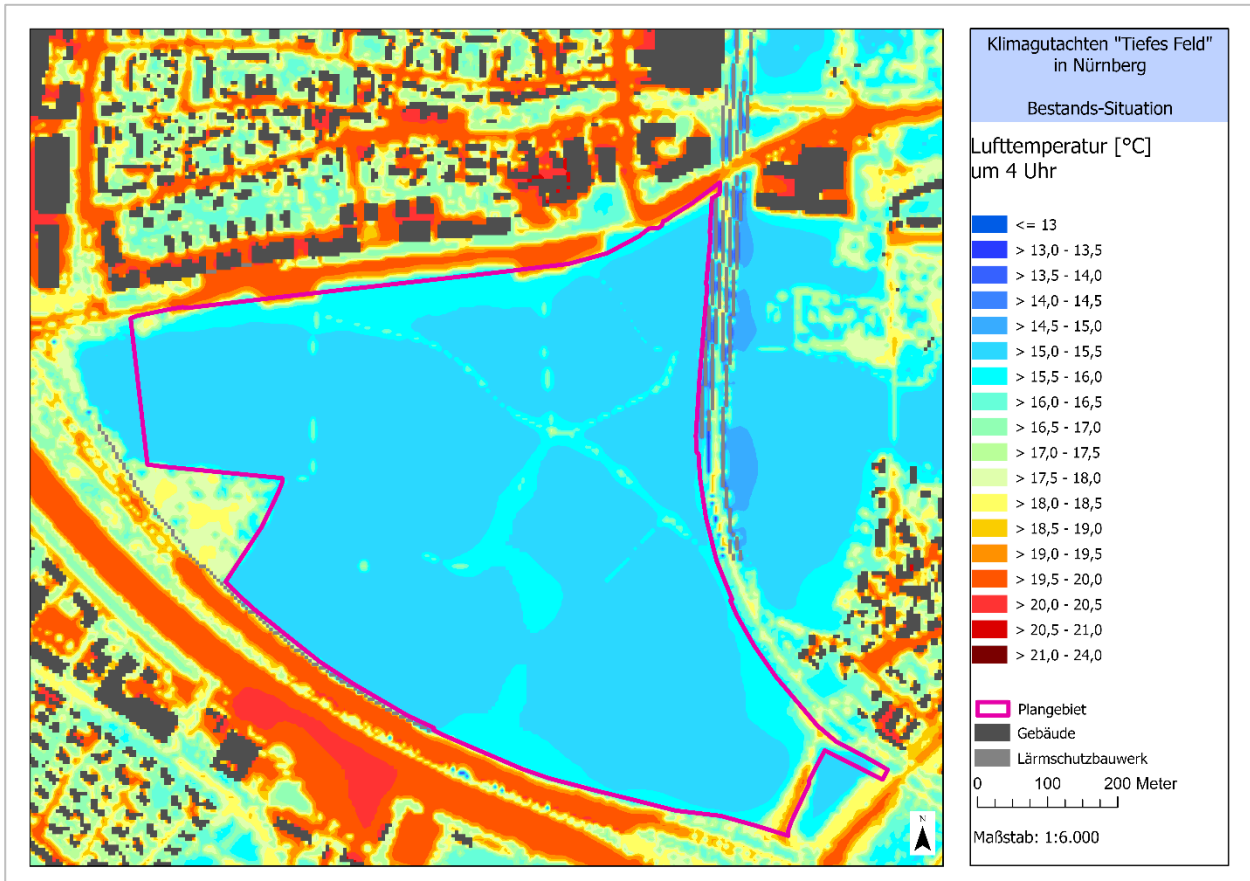 Klimagutachten "Tiefes Feld"
in Nürnberg
Bestands-Situation
Lufttemperatur [°C]
um 4 Uhr
<= 13
> 13,0 - 13,5
> 13,5 - 14,0
> 14,0 - 14,5
> 14,5 - 15,0
> 15,0 - 15,5
> 15,5 - 16,0
> 16,0 - 16,5
> 16,5 - 17,0
> 17,0 - 17,5
> 17,5 - 18,0
> 18,0 - 18,5
> 18,5 - 19,0
> 19,0 - 19,5
> 19,5 - 20,0
> 20,0 - 20,5
> 20,5 - 21,0
> 21,0 - 24,0
Plangebiet
Gebäude
Lärmschutzbauwerk
0 100 200 Meter
Maßstab: 1:6.000
N